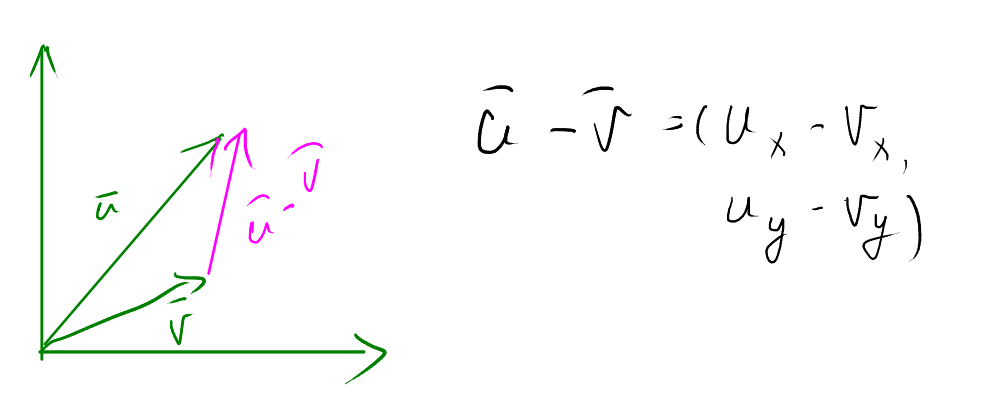 ū
v̄
ū - v̄
ū - v̄ = (u_x - v_x,
u_y - v_y)